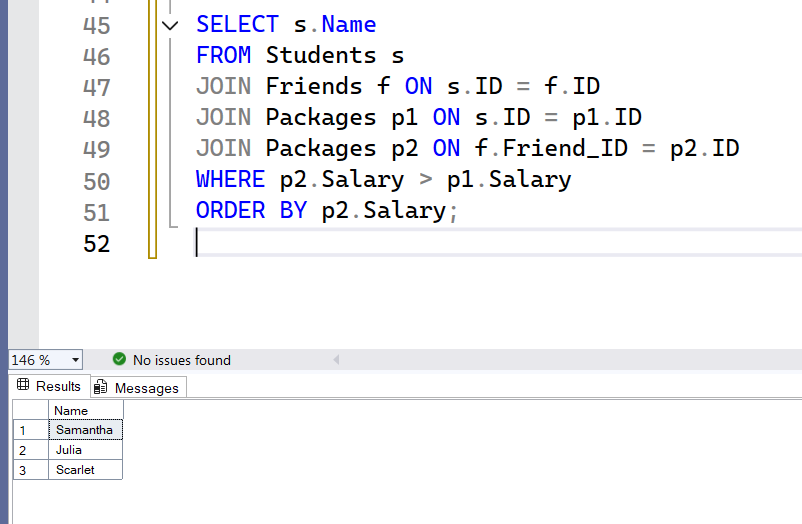 45 SELECT s.Name
46 FROM Students s
47 JOIN Friends f ON s.ID = f.ID
48 JOIN Packages p1 ON s.ID = p1.ID
49 JOIN Packages p2 ON f.Friend_ID = p2.ID
50 WHERE p2.Salary > p1.Salary
51 ORDER BY p2.Salary;
52
146 % No issues found
Results Messages
Name
1 Samantha
2 Julia
3 Scarlet